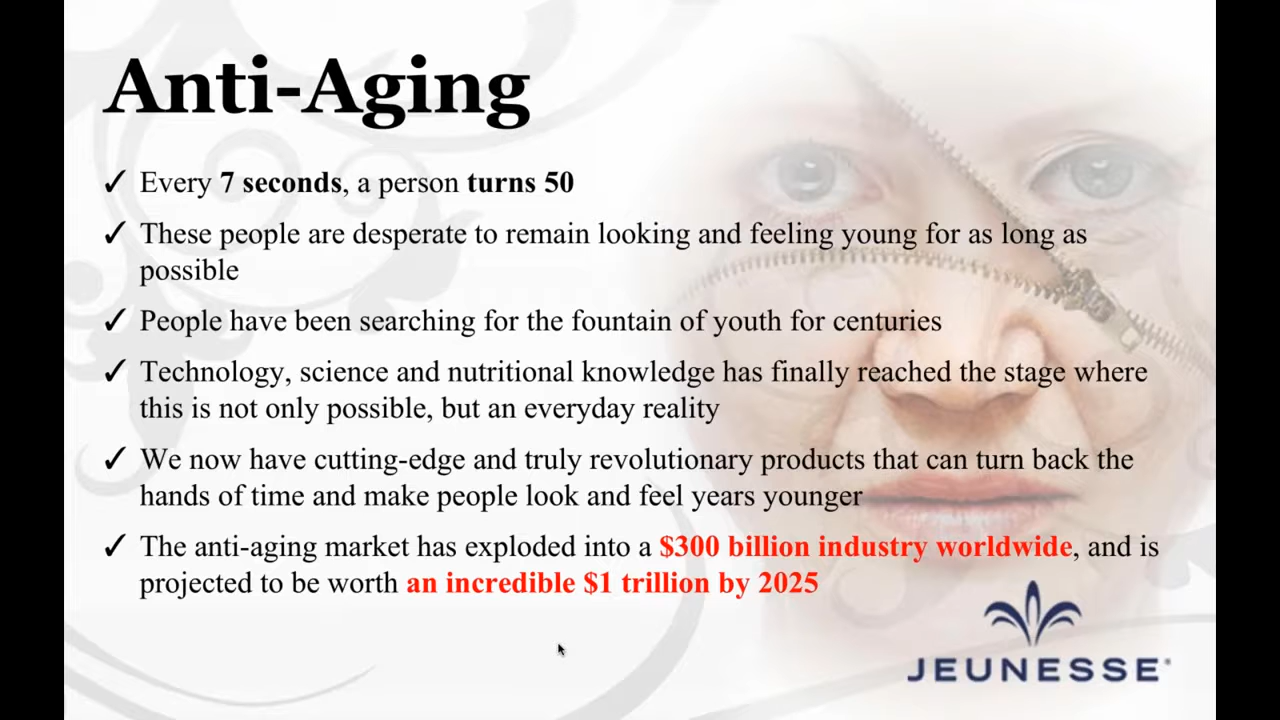 Anti-Aging
✓ Every 7 seconds, a person turns 50
✓ These people are desperate to remain looking and feeling young for as long as
possible
✓ People have been searching for the fountain of youth for centuries
✓ Technology, science and nutritional knowledge has finally reached the stage where
this is not only possible, but an everyday reality
✓ We now have cutting-edge and truly revolutionary products that can turn back the
hands of time and make people look and feel years younger
✓ The anti-aging market has exploded into a $300 billion industry worldwide, and is
projected to be worth an incredible $1 trillion by 2025
JEUNESSE®